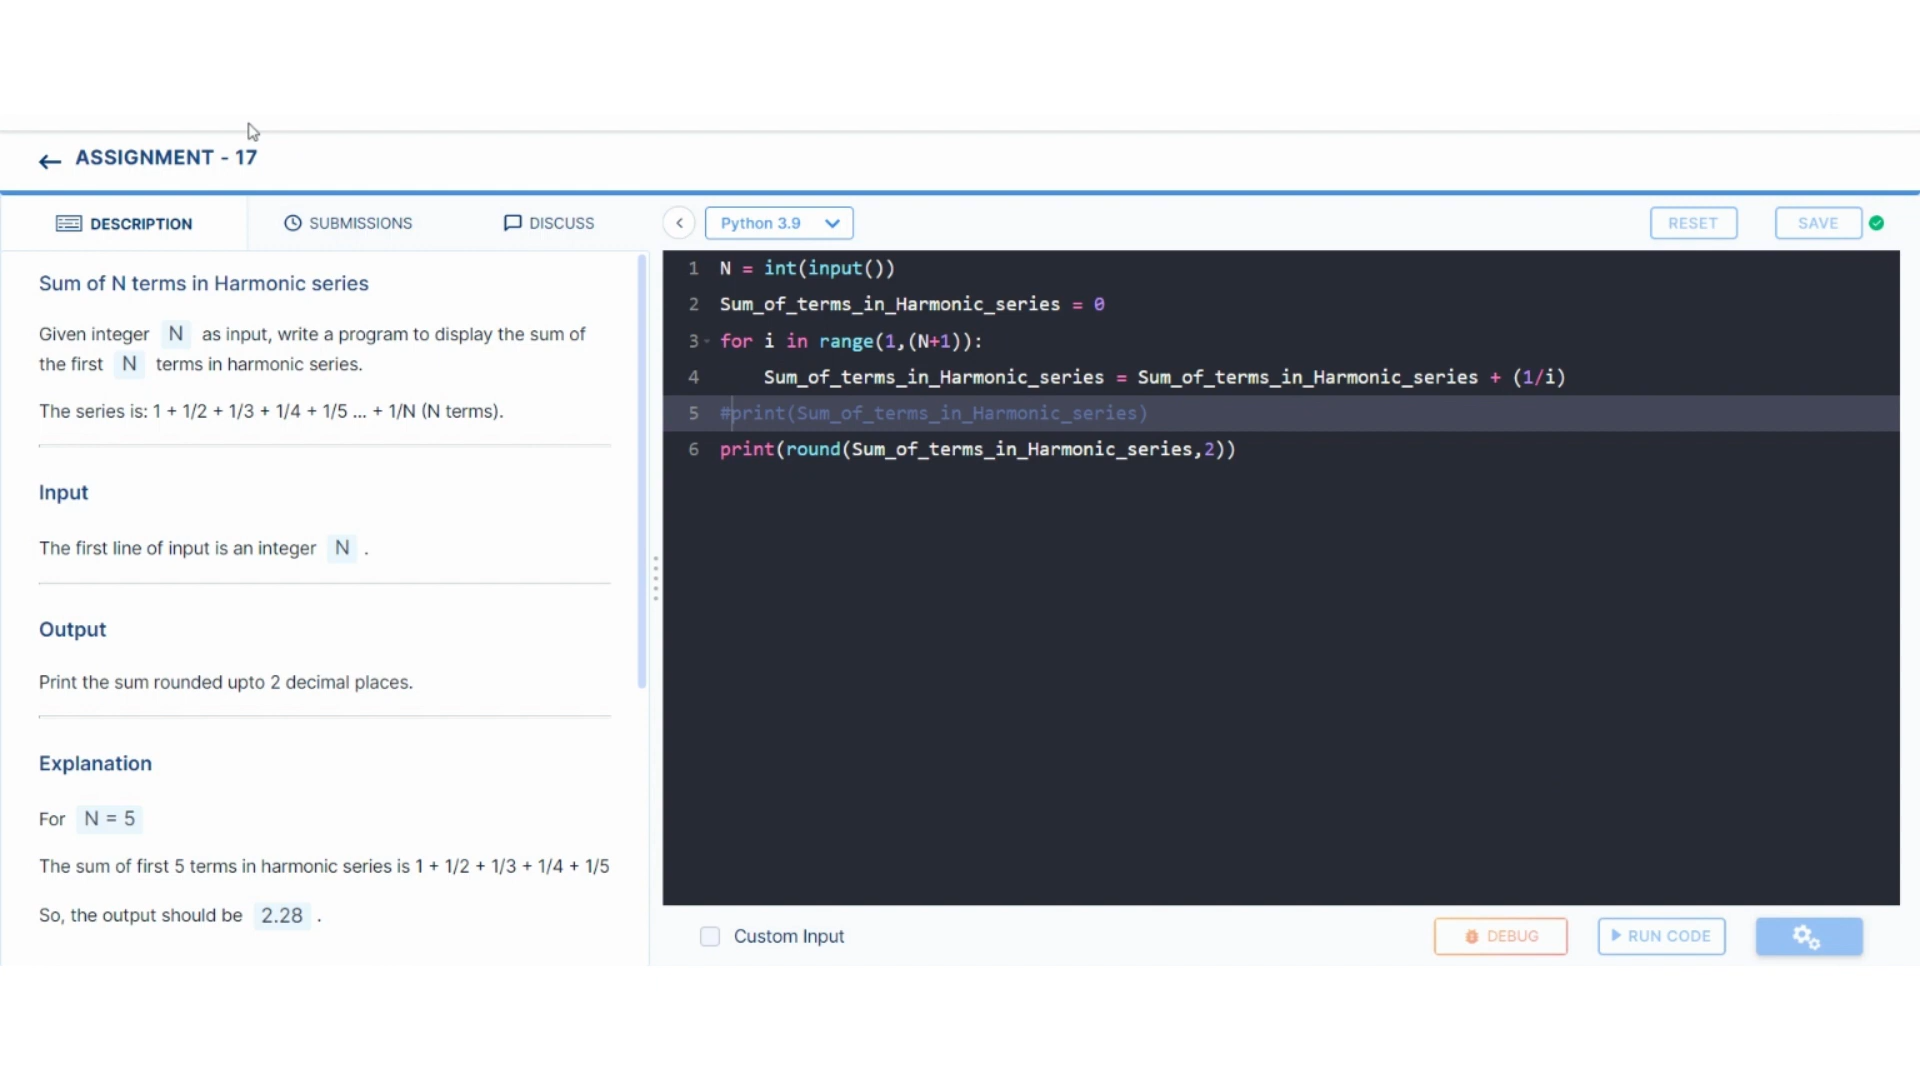 ASSIGNMENT - 17
DESCRIPTION
SUBMISSIONS
DISCUSS
Sum of N terms in Harmonic series
Given integer N as input, write a program to display the sum of
the first N terms in harmonic series.
The series is: 1 + 1/2 + 1/3 + 1/4 + 1/5 ... + 1/N (N terms).
Input
The first line of input is an integer N .
Output
Print the sum rounded upto 2 decimal places.
Explanation
For N = 5
The sum of first 5 terms in harmonic series is 1 + 1/2 + 1/3 + 1/4 + 1/5
So, the output should be 2.28 .
Python 3.9
RESET
SAVE
1 N = int(input())
2 Sum_of_terms_in_Harmonic_series = 0
3 for i in range(1,(N+1)):
4     Sum_of_terms_in_Harmonic_series = Sum_of_terms_in_Harmonic_series + (1/i)
5 #print(Sum_of_terms_in_Harmonic_series)
6 print(round(Sum_of_terms_in_Harmonic_series,2))
Custom Input
DEBUG
RUN CODE